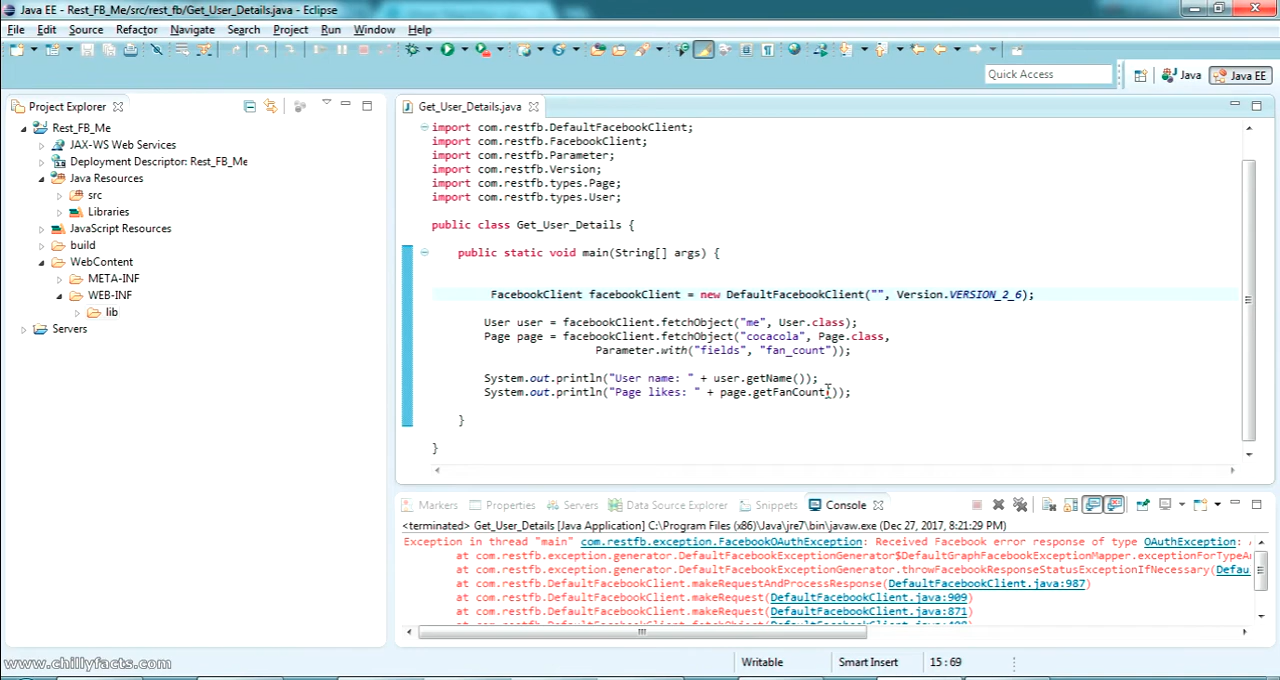 Java EE - Rest_FB_Me/src/rest_fb/Get_User_Details.java - Eclipse
File Edit Source Refactor Navigate Search Project Run Window Help
Quick Access
Java
Java EE
Project Explorer
Rest_FB_Me
JAX-WS Web Services
Deployment Descriptor: Rest_FB_Me
Java Resources
src
Libraries
JavaScript Resources
build
WebContent
META-INF
WEB-INF
lib
Servers
Get_User_Details.java
import com.restfb.DefaultFacebookClient;
import com.restfb.FacebookClient;
import com.restfb.Parameter;
import com.restfb.Version;
import com.restfb.types.Page;
import com.restfb.types.User;
public class Get_User_Details {
public static void main(String[] args) {
FacebookClient facebookClient = new DefaultFacebookClient("", Version.VERSION_2_6);
User user = facebookClient.fetchObject("me", User.class);
Page page = facebookClient.fetchObject("cocacola", Page.class,
Parameter.with("fields", "fan_count"));
System.out.println("User name: " + user.getName());
System.out.println("Page likes: " + page.getFanCount());
}
}
Markers Properties Servers Data Source Explorer Snippets Console
<terminated> Get_User_Details [Java Application] C:\Program Files (x86)\Java\jre7\bin\javaw.exe (Dec 27, 2017, 8:21:29 PM)
Exception in thread "main" com.restfb.exception.FacebookOAuthException: Received Facebook error response of type OAuthException:
at com.restfb.exception.generator.DefaultFacebookExceptionGenerator$DefaultGraphFacebookExceptionMapper.exceptionForTypeAn
at com.restfb.exception.generator.DefaultFacebookExceptionGenerator.throwFacebookResponseStatusExceptionIfNecessary(Defau
at com.restfb.DefaultFacebookClient.makeRequestAndProcessResponse(DefaultFacebookClient.java:987)
at com.restfb.DefaultFacebookClient.makeRequest(DefaultFacebookClient.java:909)
at com.restfb.DefaultFacebookClient.makeRequest(DefaultFacebookClient.java:871)
www.chillyfacts.com
Writable
Smart Insert
15 : 69